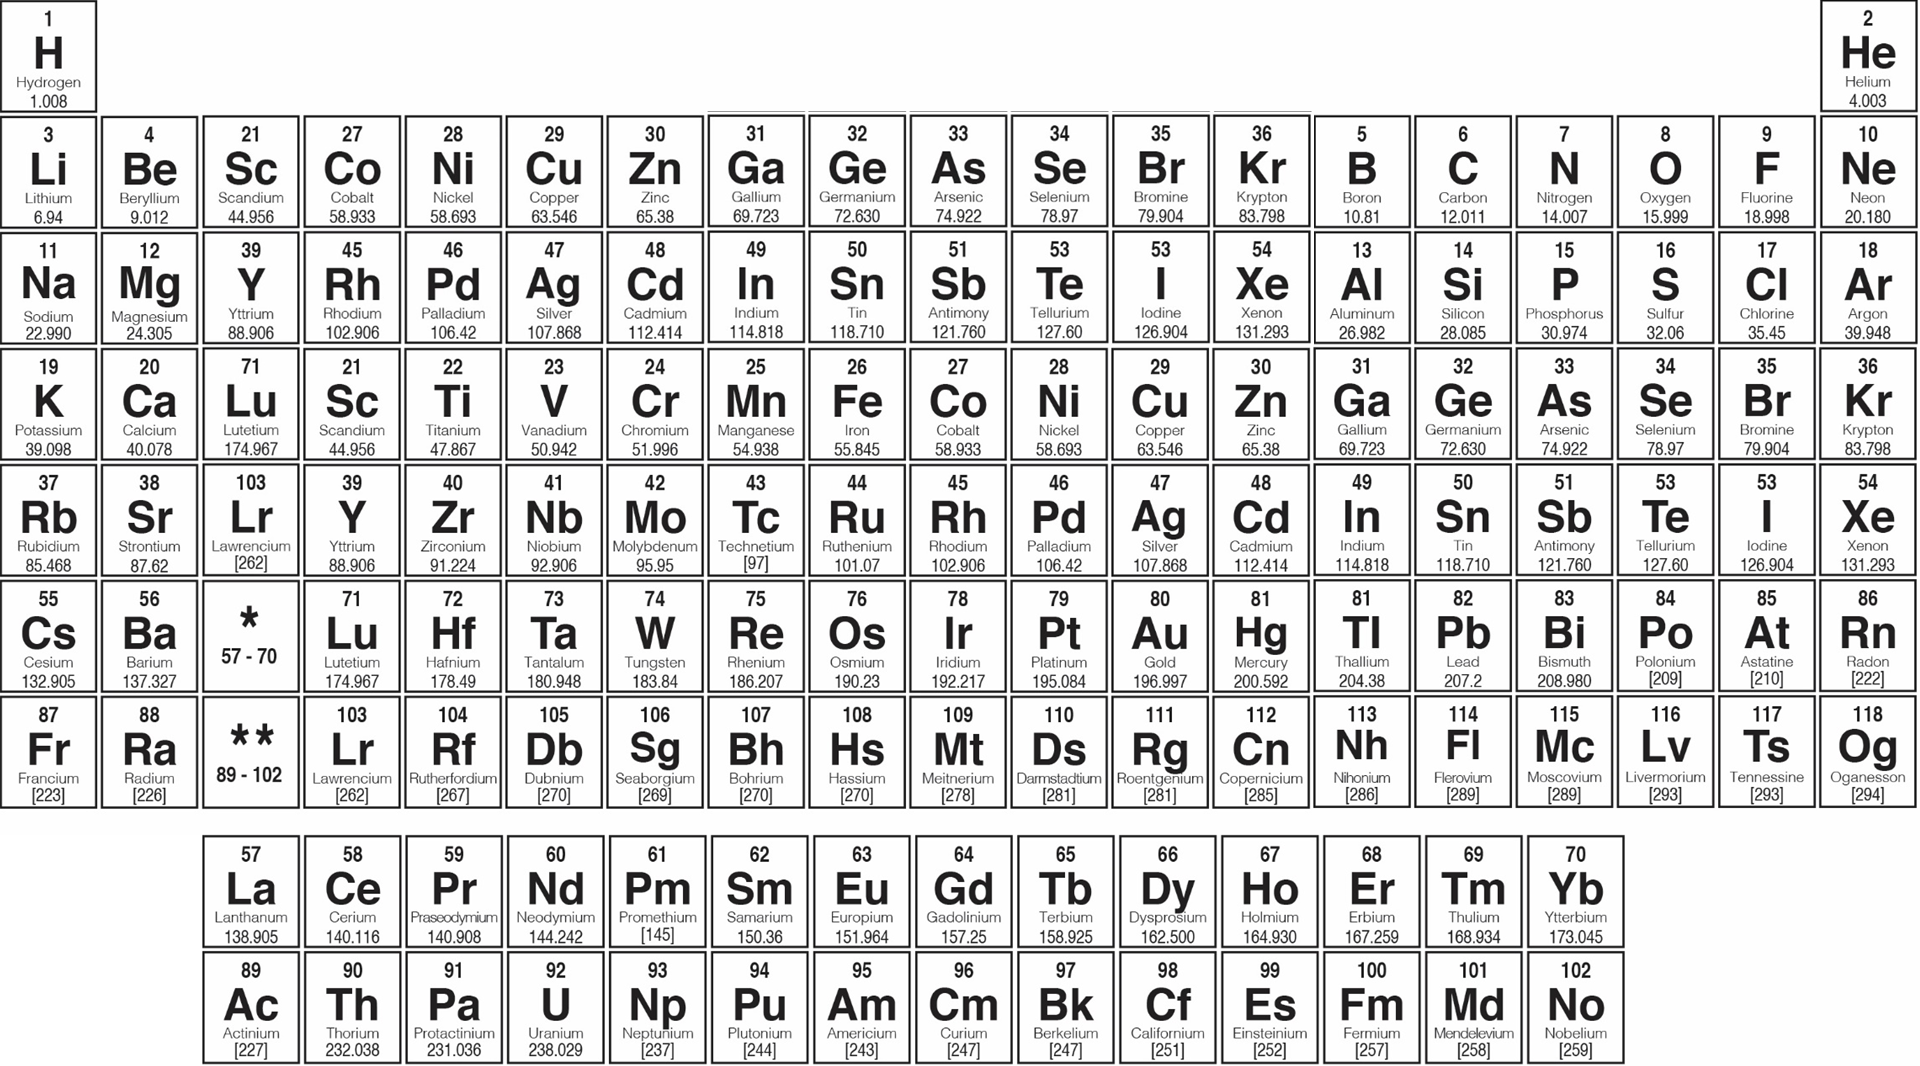 1 2
H He
Hydrogen Helium
1.008 4.003
3 4 21 27 28 29 30 31 32 33 34 35 36 5 6 7 8 9 10
Li Be Sc Co Ni Cu Zn Ga Ge As Se Br Kr B C N O F Ne
Lithium Beryllium Scandium Cobalt Nickel Copper Zinc Gallium Germanium Arsenic Selenium Bromine Krypton Boron Carbon Nitrogen Oxygen Fluorine Neon
6.94 9.012 44.956 58.933 58.693 63.546 65.38 69.723 72.630 74.922 78.97 79.904 83.798 10.81 12.011 14.007 15.999 18.998 20.180
11 12 39 45 46 47 48 49 50 51 53 53 54 13 14 15 16 17 18
Na Mg Y Rh Pd Ag Cd In Sn Sb Te I Xe Al Si P S Cl Ar
Sodium Magnesium Yttrium Rhodium Palladium Silver Cadmium Indium Tin Antimony Tellurium Iodine Xenon Aluminum Silicon Phosphorus Sulfur Chlorine Argon
22.990 24.305 88.906 102.906 106.42 107.868 112.414 114.818 118.710 121.760 127.60 126.904 131.293 26.982 28.085 30.974 32.06 35.45 39.948
19 20 71 21 22 23 24 25 26 27 28 29 30 31 32 33 34 35 36
K Ca Lu Sc Ti V Cr Mn Fe Co Ni Cu Zn Ga Ge As Se Br Kr
Potassium Calcium Lutetium Scandium Titanium Vanadium Chromium Manganese Iron Cobalt Nickel Copper Zinc Gallium Germanium Arsenic Selenium Bromine Krypton
39.098 40.078 174.967 44.956 47.867 50.942 51.996 54.938 55.845 58.933 58.693 63.546 65.38 69.723 72.630 74.922 78.97 79.904 83.798
37 38 103 39 40 41 42 43 44 45 46 47 48 49 50 51 53 53 54
Rb Sr Lr Y Zr Nb Mo Tc Ru Rh Pd Ag Cd In Sn Sb Te I Xe
Rubidium Strontium Lawrencium Yttrium Zirconium Niobium Molybdenum Technetium Ruthenium Rhodium Palladium Silver Cadmium Indium Tin Antimony Tellurium Iodine Xenon
85.468 87.62 [262] 88.906 91.224 92.906 95.95 [97] 101.07 102.906 106.42 107.868 112.414 114.818 118.710 121.760 127.60 126.904 131.293
55 56 * 71 72 73 74 75 76 78 79 80 81 81 82 83 84 85 86
Cs Ba 57 - 70 Lu Hf Ta W Re Os Ir Pt Au Hg Tl Pb Bi Po At Rn
Cesium Barium Lutetium Hafnium Tantalum Tungsten Rhenium Osmium Iridium Platinum Gold Mercury Thallium Lead Bismuth Polonium Astatine Radon
132.905 137.327 174.967 178.49 180.948 183.84 186.207 190.23 192.217 195.084 196.997 200.592 204.38 207.2 208.980 [209] [210] [222]
87 88 ** 103 104 105 106 107 108 109 110 111 112 113 114 115 116 117 118
Fr Ra 89 - 102 Lr Rf Db Sg Bh Hs Mt Ds Rg Cn Nh Fl Mc Lv Ts Og
Francium Radium Lawrencium Rutherfordium Dubnium Seaborgium Bohrium Hassium Meitnerium Darmstadtium Roentgenium Copernicium Nihonium Flerovium Moscovium Livermorium Tennessine Oganesson
[223] [226] [262] [267] [270] [269] [270] [270] [278] [281] [281] [285] [286] [289] [289] [293] [293] [294]
57 58 59 60 61 62 63 64 65 66 67 68 69 70
La Ce Pr Nd Pm Sm Eu Gd Tb Dy Ho Er Tm Yb
Lanthanum Cerium Praseodymium Neodymium Promethium Samarium Europium Gadolinium Terbium Dysprosium Holmium Erbium Thulium Ytterbium
138.905 140.116 140.908 144.242 [145] 150.36 151.964 157.25 158.925 162.500 164.930 167.259 168.934 173.045
89 90 91 92 93 94 95 96 97 98 99 100 101 102
Ac Th Pa U Np Pu Am Cm Bk Cf Es Fm Md No
Actinium Thorium Protactinium Uranium Neptunium Plutonium Americium Curium Berkelium Californium Einsteinium Fermium Mendelevium Nobelium
[227] 232.038 231.036 238.029 [237] [244] [243] [247] [247] [251] [252] [257] [258] [259]